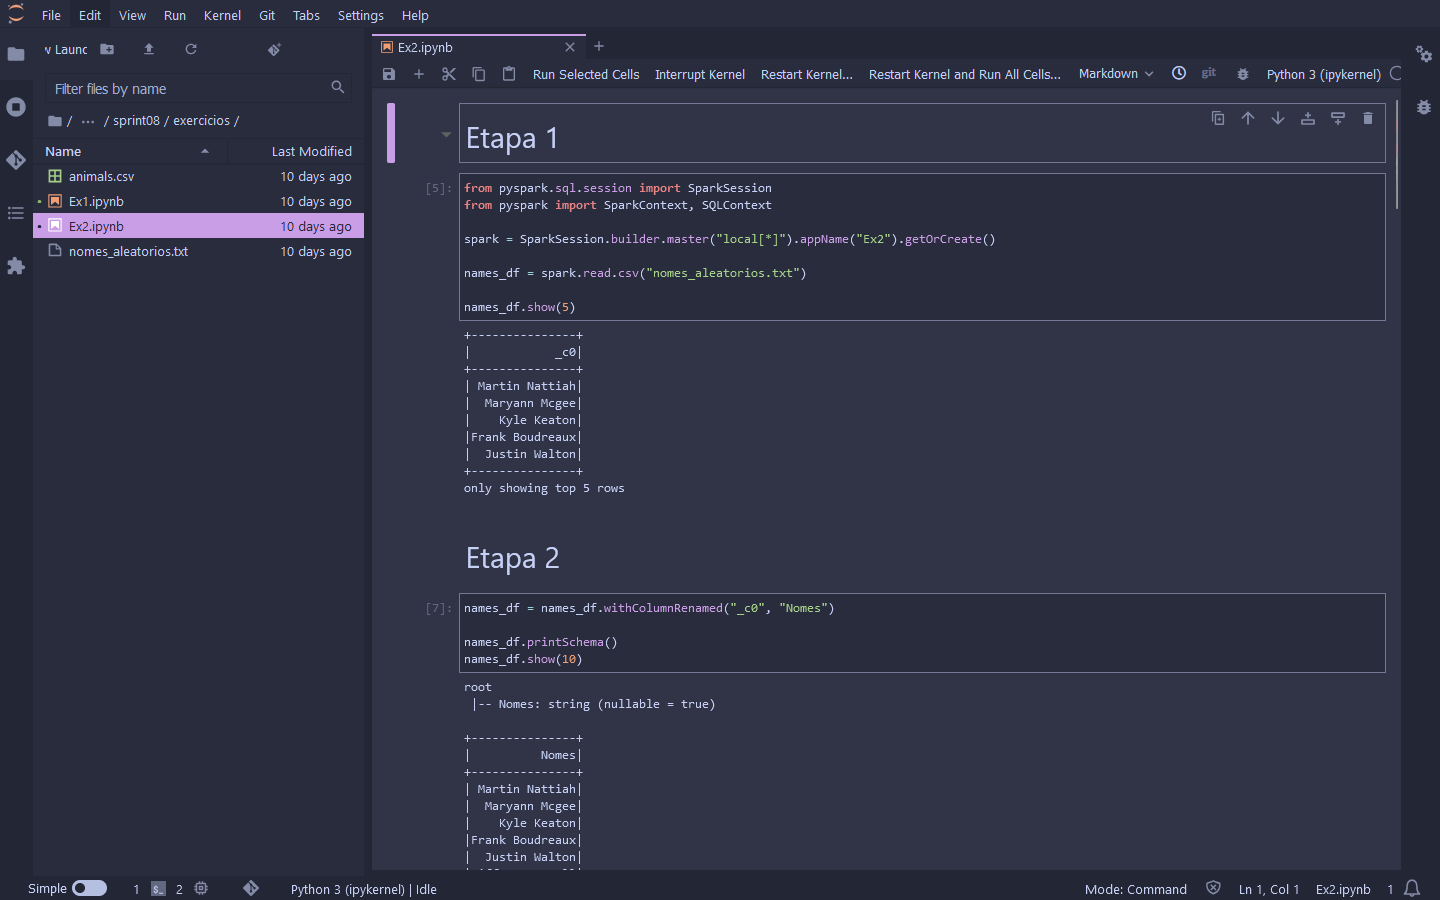 File Edit View Run Kernel Git Tabs Settings Help
Launc
Filter files by name
/ ··· / sprint08 / exercicios /
Name Last Modified
animals.csv 10 days ago
Ex1.ipynb 10 days ago
Ex2.ipynb 10 days ago
nomes_aleatorios.txt 10 days ago
Ex2.ipynb
Run Selected Cells Interrupt Kernel Restart Kernel... Restart Kernel and Run All Cells... Markdown git Python 3 (ipykernel)
Etapa 1
[5]:
from pyspark.sql.session import SparkSession
from pyspark import SparkContext, SQLContext
spark = SparkSession.builder.master("local[*]").appName("Ex2").getOrCreate()
names_df = spark.read.csv("nomes_aleatorios.txt")
names_df.show(5)
+---------------+
|            _c0|
+---------------+
| Martin Nattiah|
|  Maryann Mcgee|
|    Kyle Keaton|
|Frank Boudreaux|
|  Justin Walton|
+---------------+
only showing top 5 rows
Etapa 2
[7]:
names_df = names_df.withColumnRenamed("_c0", "Nomes")
names_df.printSchema()
names_df.show(10)
root
 |-- Nomes: string (nullable = true)
+---------------+
|          Nomes|
+---------------+
| Martin Nattiah|
|  Maryann Mcgee|
|    Kyle Keaton|
|Frank Boudreaux|
|  Justin Walton|
Simple 1 $_ 2 Python 3 (ipykernel) | Idle Mode: Command Ln 1, Col 1 Ex2.ipynb 1